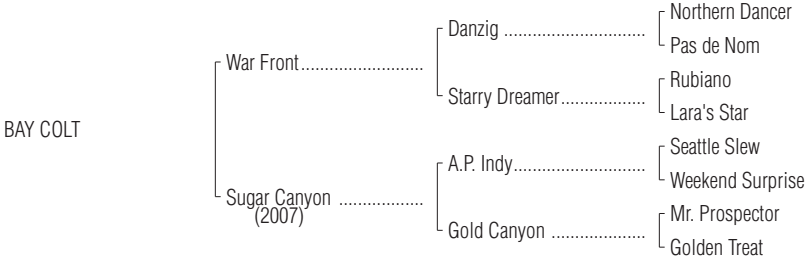 Northern Dancer
Danzig ..............................
Pas de Nom
War Front..........................
Rubiano
Starry Dreamer..................
Lara's Star
BAY COLT
Seattle Slew
A.P. Indy............................
Weekend Surprise
Sugar Canyon ..................
(2007)
Mr. Prospector
Gold Canyon ....................
Golden Treat